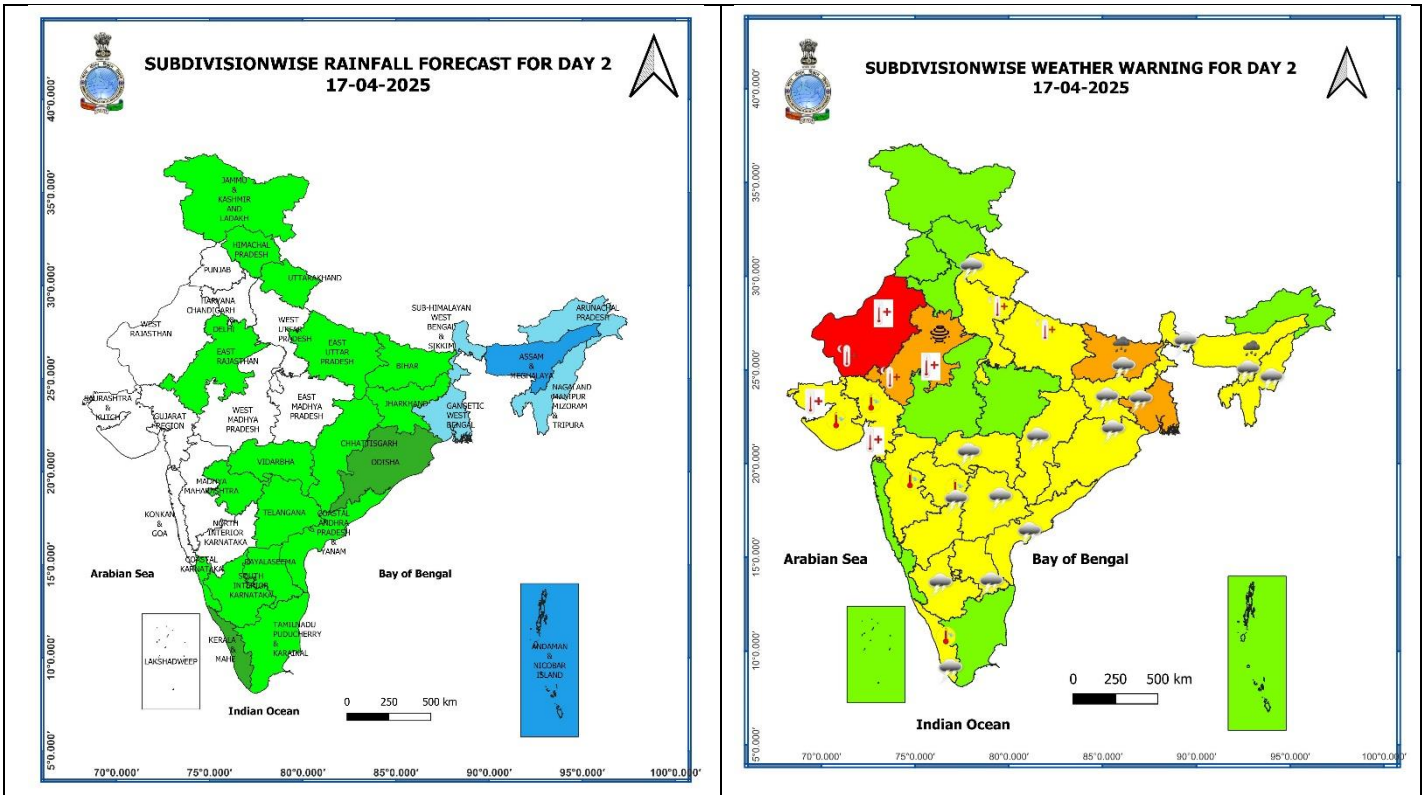 SUBDIVISIONWISE RAINFALL FORECAST FOR DAY 2
17-04-2025
40°0.000'
35°0.000'
30°0.000'
25°0.000'
20°0.000'
15°0.000'
10°0.000'
5°0.000'
JAMMU
&
KASHMIR
AND
LADAKH
HIMACHAL
PRADESH
PUNJAB
UTTARAKHAND
HARYANA
CHANDIGARH
&
DELHI
WEST
RAJASTHAN
EAST
RAJASTHAN
WEST
UTTAR
PRADESH
EAST
UTTAR
PRADESH
SUB-HIMALAYAN
WEST
BENGAL
&
SIKKIM
ARUNACHAL
PRADESH
ASSAM
&
MEGHALAYA
NAGALAND
MANIPUR
MIZORAM
&
TRIPURA
BIHAR
JHARKHAND
GANGETIC
WEST
BENGAL
SAURASHTRA
&
KUTCH
GUJARAT
REGION
WEST
MADHYA
PRADESH
EAST
MADHYA
PRADESH
CHHATTISGARH
ODISHA
VIDARBHA
MADHYA
MAHARASHTRA
KONKAN
&
GOA
NORTH
INTERIOR
KARNATAKA
TELANGANA
COASTAL
ANDHRA
PRADESH
&
YANAM
COASTAL
KARNATAKA
RAYALASEEMA
SOUTH
INTERIOR
KARNATAKA
TAMILNADU
PUDUCHERRY
&
KARAIKAL
KERALA
&
MAHE
LAKSHADWEEP
ANDAMAN
&
NICOBAR
ISLAND
Arabian Sea
Bay of Bengal
Indian Ocean
0 250 500 km
70°0.000' 75°0.000' 80°0.000' 85°0.000' 90°0.000' 95°0.000' 100°0.000'
SUBDIVISIONWISE WEATHER WARNING FOR DAY 2
17-04-2025
40°0.000'
35°0.000'
30°0.000'
25°0.000'
20°0.000'
15°0.000'
10°0.000'
5°0.000'
Arabian Sea
Bay of Bengal
Indian Ocean
0 250 500 km
70°0.000' 75°0.000' 80°0.000' 85°0.000' 90°0.000' 95°0.000' 100°0.000'